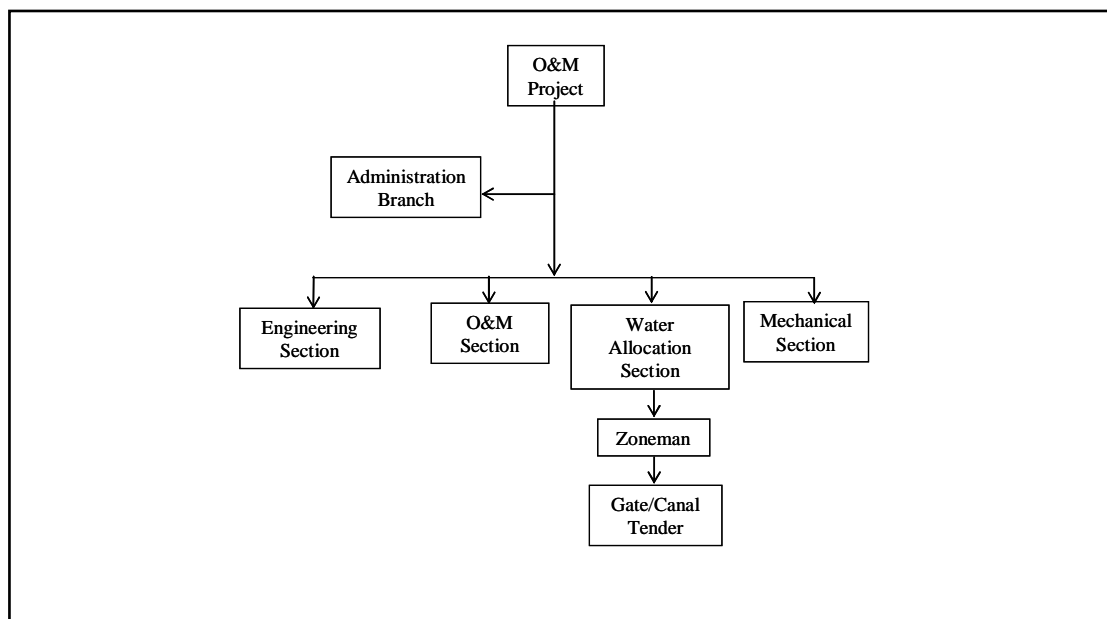 O&M
Project
Administration
Branch
Engineering
Section
O&M
Section
Water
Allocation
Section
Mechanical
Section
Zoneman
Gate/Canal
Tender